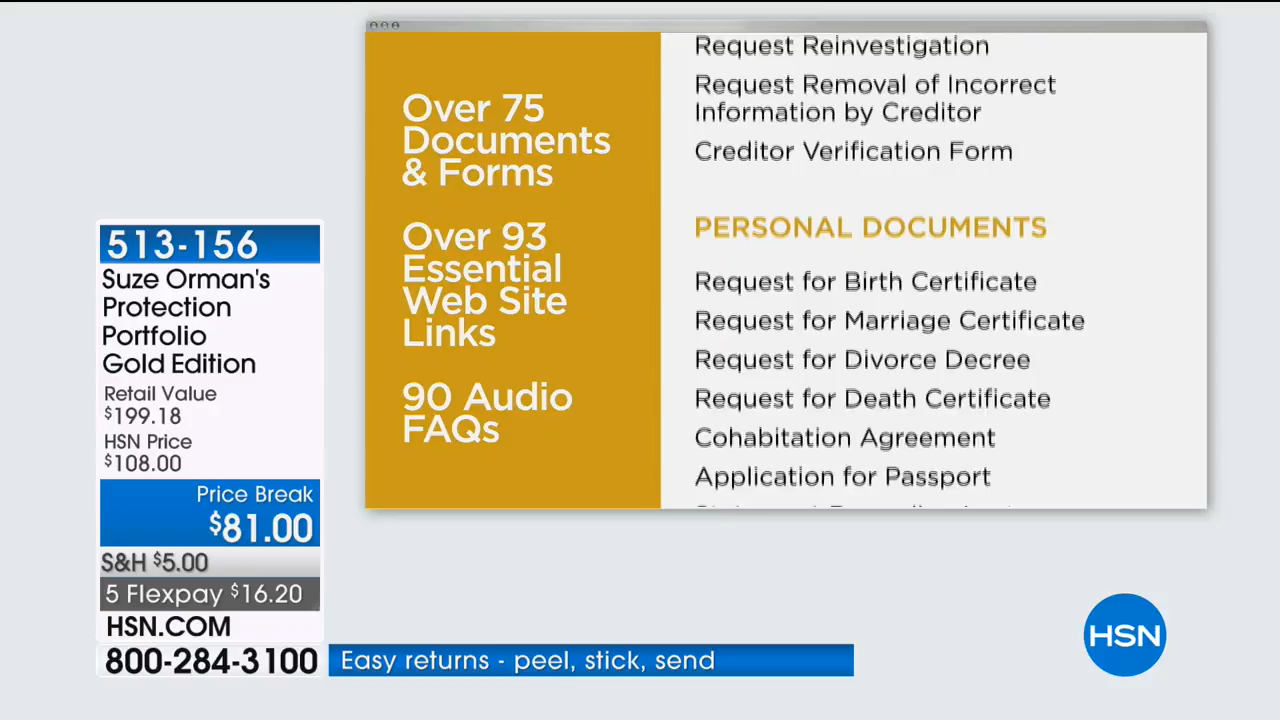 Over 75
Documents
& Forms
Over 93
Essential
Web Site
Links
90 Audio
FAQs
Request Reinvestigation
Request Removal of Incorrect
Information by Creditor
Creditor Verification Form
PERSONAL DOCUMENTS
Request for Birth Certificate
Request for Marriage Certificate
Request for Divorce Decree
Request for Death Certificate
Cohabitation Agreement
Application for Passport
513-156
Suze Orman's
Protection
Portfolio
Gold Edition
Retail Value
$199.18
HSN Price
$108.00
Price Break
$81.00
S&H $5.00
5 Flexpay $16.20
HSN.COM
800-284-3100
Easy returns - peel, stick, send
HSN